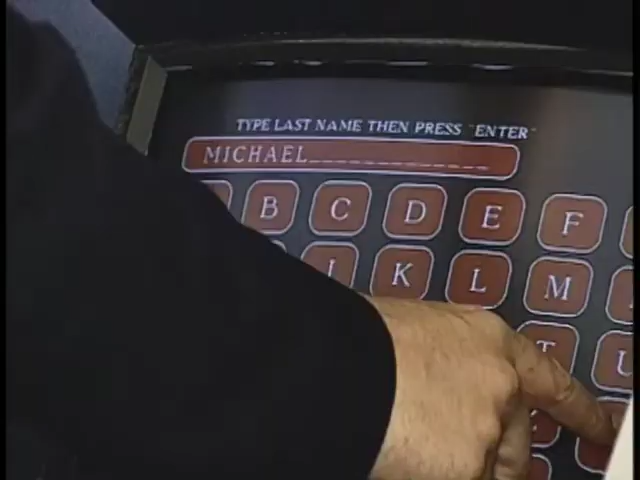 TYPE LAST NAME THEN PRESS "ENTER"
MICHAEL
B C D E F
J K L M
T U